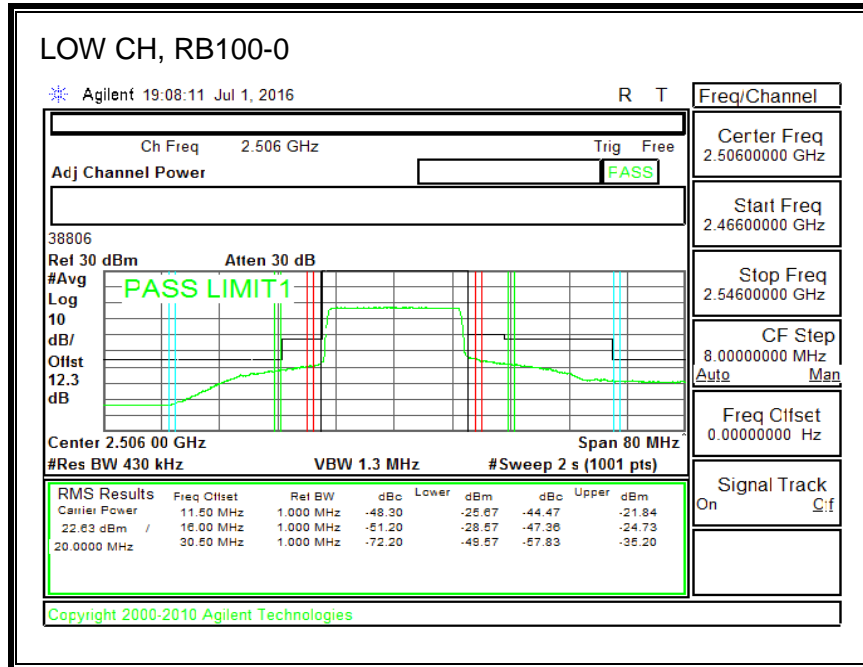 LOW CH, RB100-0
Agilent 19:08:11 Jul 1, 2016 R T
Freq/Channel
Ch Freq 2.506 GHz Trig Free
Adj Channel Power FASS
Center Freq
2.50600000 GHz
Start Freq
2.46600000 GHz
Stop Freq
2.54600000 GHz
CF Step
8.00000000 MHz
Auto Man
Freq Offset
0.00000000 Hz
Signal Track
On Off
38806
Ref 30 dBm Atten 30 dB
#Avg
Log
10
dB/
Offst
12.3
dB
PASS LIMIT1
Center 2.506 00 GHz Span 80 MHz^
#Res BW 430 kHz VBW 1.3 MHz #Sweep 2 s (1001 pts)
RMS Results Freq Offset Ref BW dBc Lower dBm dBc Upper dBm
Carrier Power 11.50 MHz 1.000 MHz -48.30 -25.67 -44.47 -21.84
22.63 dBm / 16.00 MHz 1.000 MHz -51.20 -28.57 -47.36 -24.73
20.0000 MHz 30.50 MHz 1.000 MHz -72.20 -49.57 -57.83 -35.20
Copyright 2000-2010 Agilent Technologies